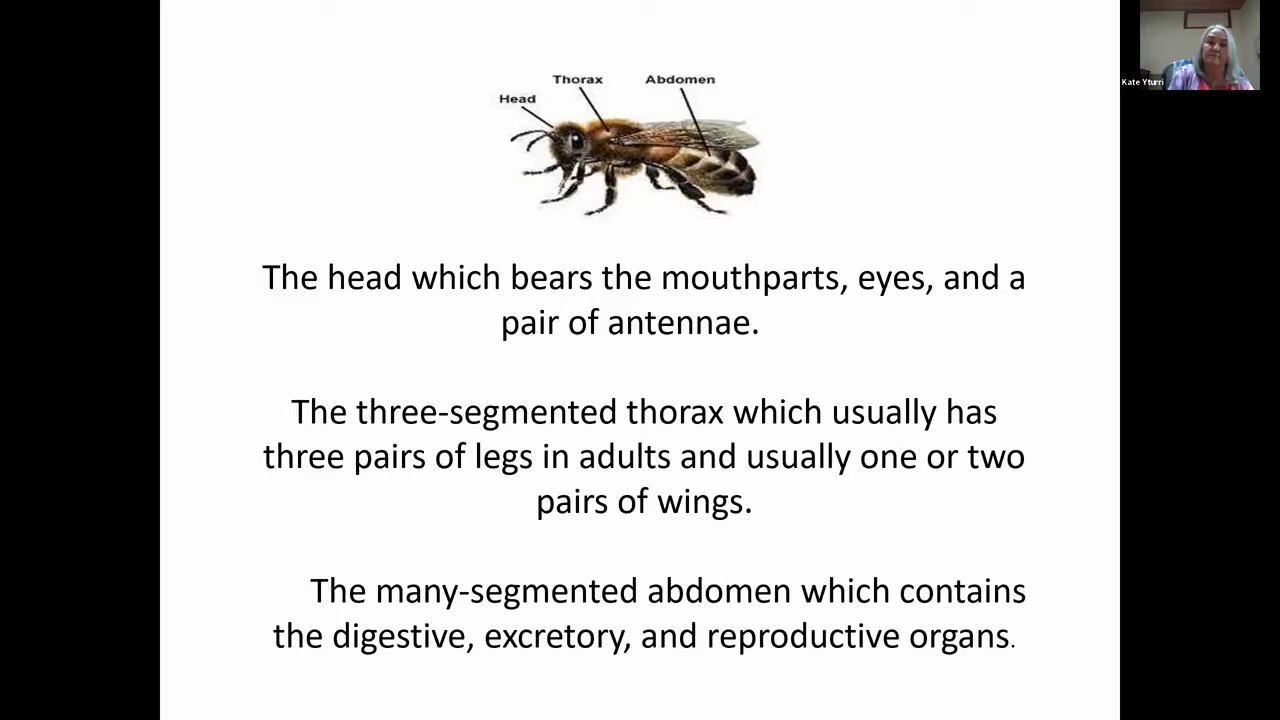 Thorax Abdomen
Head
Kate Yturri
The head which bears the mouthparts, eyes, and a
pair of antennae.
The three-segmented thorax which usually has
three pairs of legs in adults and usually one or two
pairs of wings.
The many-segmented abdomen which contains
the digestive, excretory, and reproductive organs.